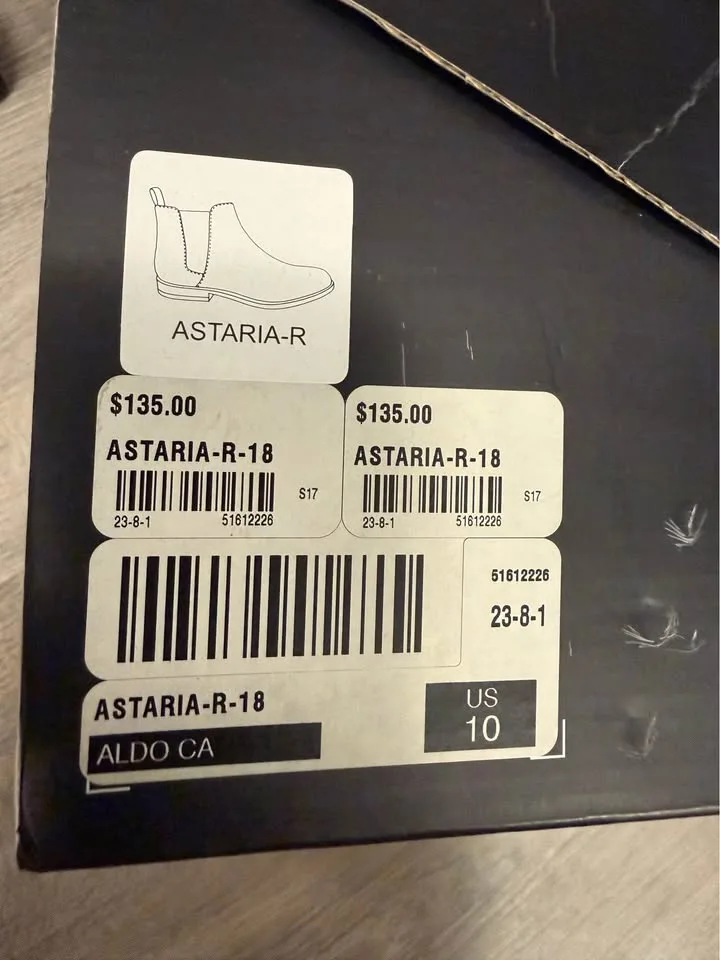 ASTARIA-R
$135.00
ASTARIA-R-18
S17
23-8-1 51612226
$135.00
ASTARIA-R-18
S17
23-8-1 51612226
51612226
23-8-1
ASTARIA-R-18
ALDO CA
US
10